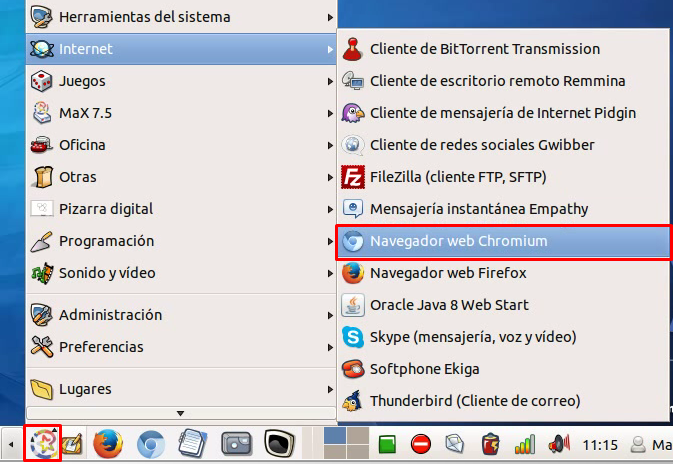 Herramientas del sistema
Internet
Juegos
MaX 7.5
Oficina
Otras
Pizarra digital
Programación
Sonido y vídeo
Administración
Preferencias
Lugares
Cliente de BitTorrent Transmission
Cliente de escritorio remoto Remmina
Cliente de mensajería de Internet Pidgin
Cliente de redes sociales Gwibber
FileZilla (cliente FTP, SFTP)
Mensajería instantánea Empathy
Navegador web Chromium
Navegador web Firefox
Oracle Java 8 Web Start
Skype (mensajería, voz y vídeo)
Softphone Ekiga
Thunderbird (Cliente de correo)
11:15 Ma